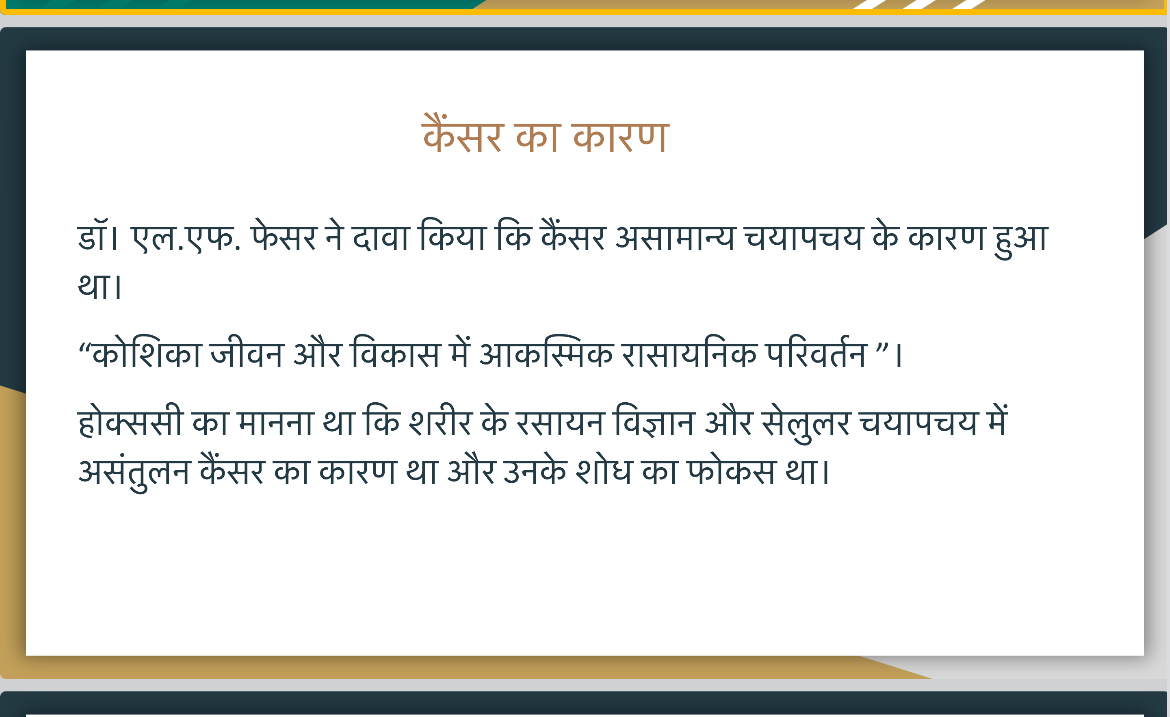 कैंसर का कारण
डॉ। एल.एफ. फेसर ने दावा किया कि कैंसर असामान्य चयापचय के कारण हुआ
था।
“कोशिका जीवन और विकास में आकस्मिक रासायनिक परिवर्तन ”।
होक्ससी का मानना था कि शरीर के रसायन विज्ञान और सेलुलर चयापचय में
असंतुलन कैंसर का कारण था और उनके शोध का फोकस था।